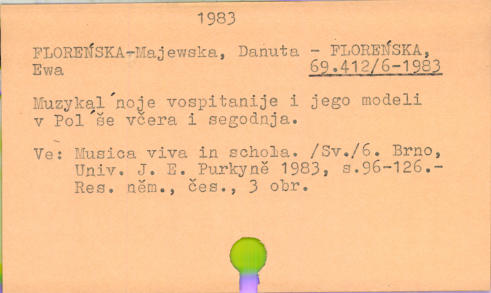 1983
FLOREŃSKA-Majewska, Danuta - FLOREŃSKA,
Ewa 69.412/6-1983
Muzykal´noje vospitanije i jego modeli
v Pol´še včera i segodnja.
Ve: Musica viva in schola. /Sv./6. Brno,
Univ. J. E. Purkyně 1983, s.96-126.-
Res. něm., čes., 3 obr.